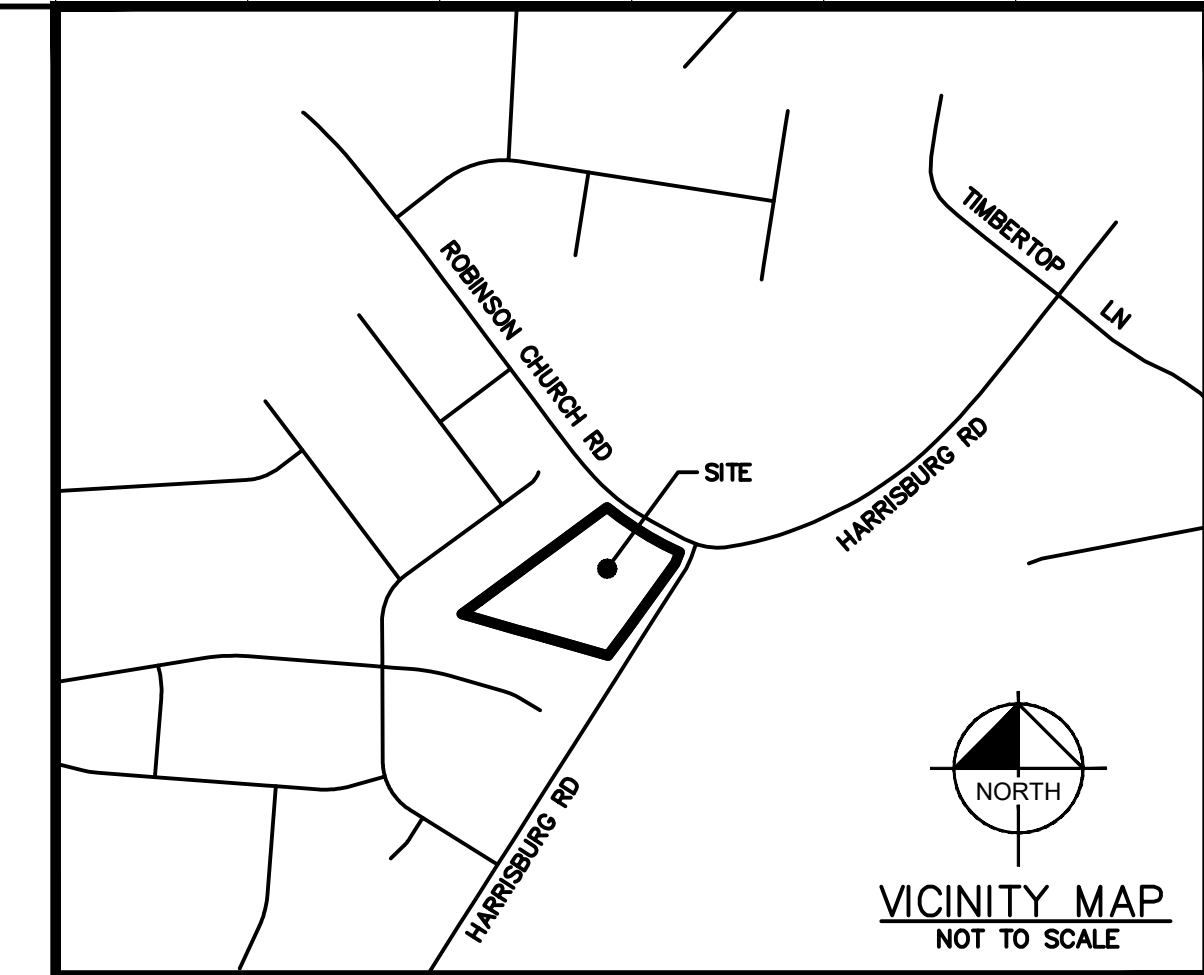 TIMBERTOP LN
ROBINSON CHURCH RD
HARRISBURG RD
SITE
NORTH
HARRISBURG RD
VICINITY MAP
NOT TO SCALE